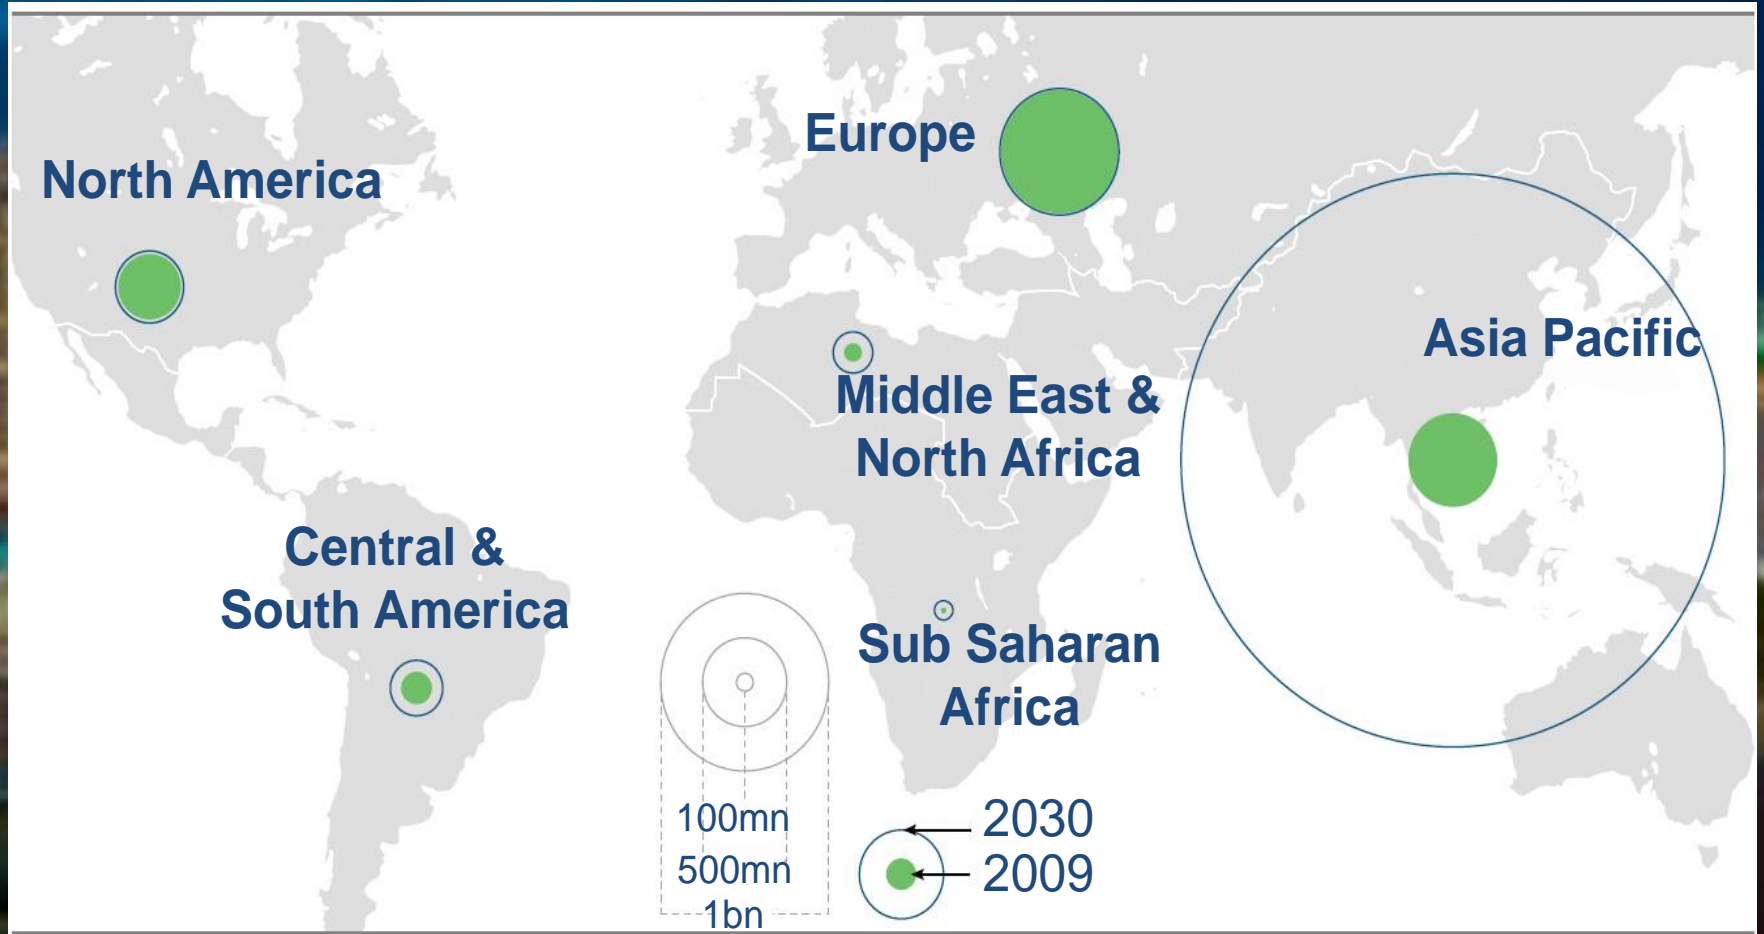 Europe
North America
Asia Pacific
Middle East &
North Africa
Central &
South America
Sub Saharan
Africa
100mn
500mn
1bn
2030
2009